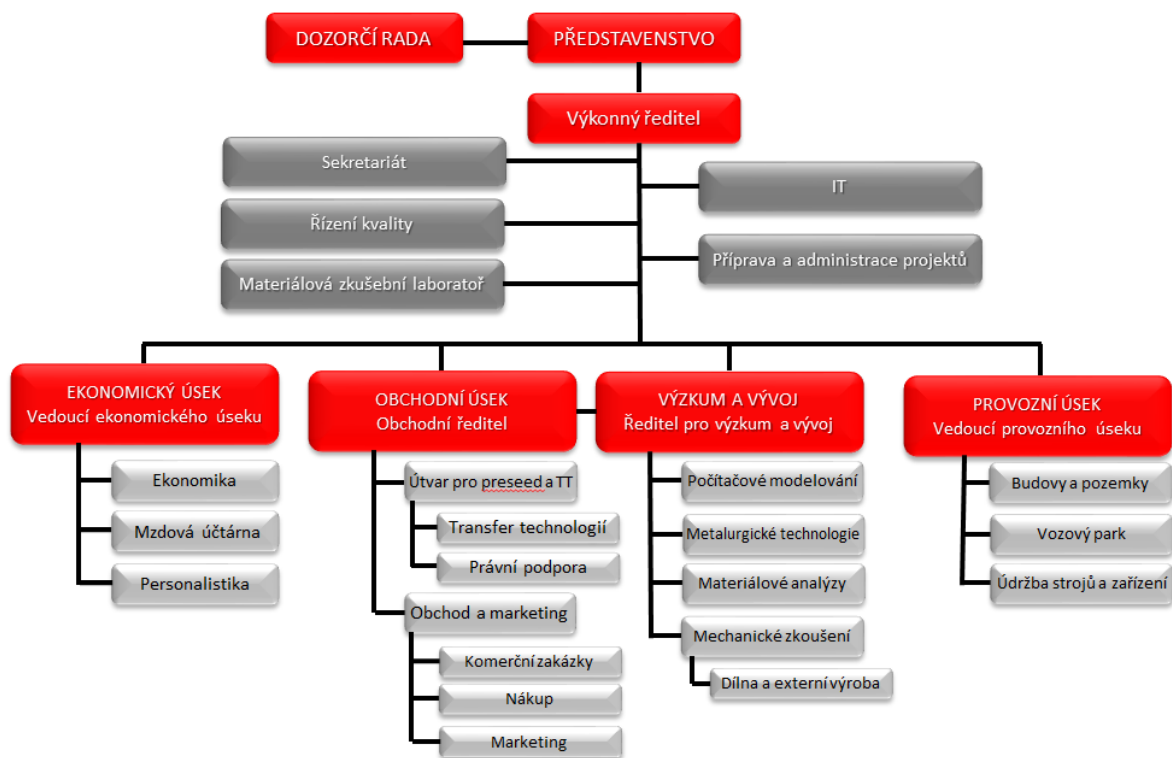 DOZORČÍ RADA
PŘEDSTAVENSTVO
Výkonný ředitel
Sekretariát
IT
Řízení kvality
Příprava a administrace projektů
Materiálová zkušební laboratoř
EKONOMICKÝ ÚSEK
Vedoucí ekonomického úseku
Ekonomika
Mzdová účtárna
Personalistika
OBCHODNÍ ÚSEK
Obchodní ředitel
Útvar pro preseed a TT
Transfer technologií
Právní podpora
Obchod a marketing
Komerční zakázky
Nákup
Marketing
VÝZKUM A VÝVOJ
Ředitel pro výzkum a vývoj
Počítačové modelování
Metalurgické technologie
Materiálové analýzy
Mechanické zkoušení
Dílna a externí výroba
PROVOZNÍ ÚSEK
Vedoucí provozního úseku
Budovy a pozemky
Vozový park
Údržba strojů a zařízení